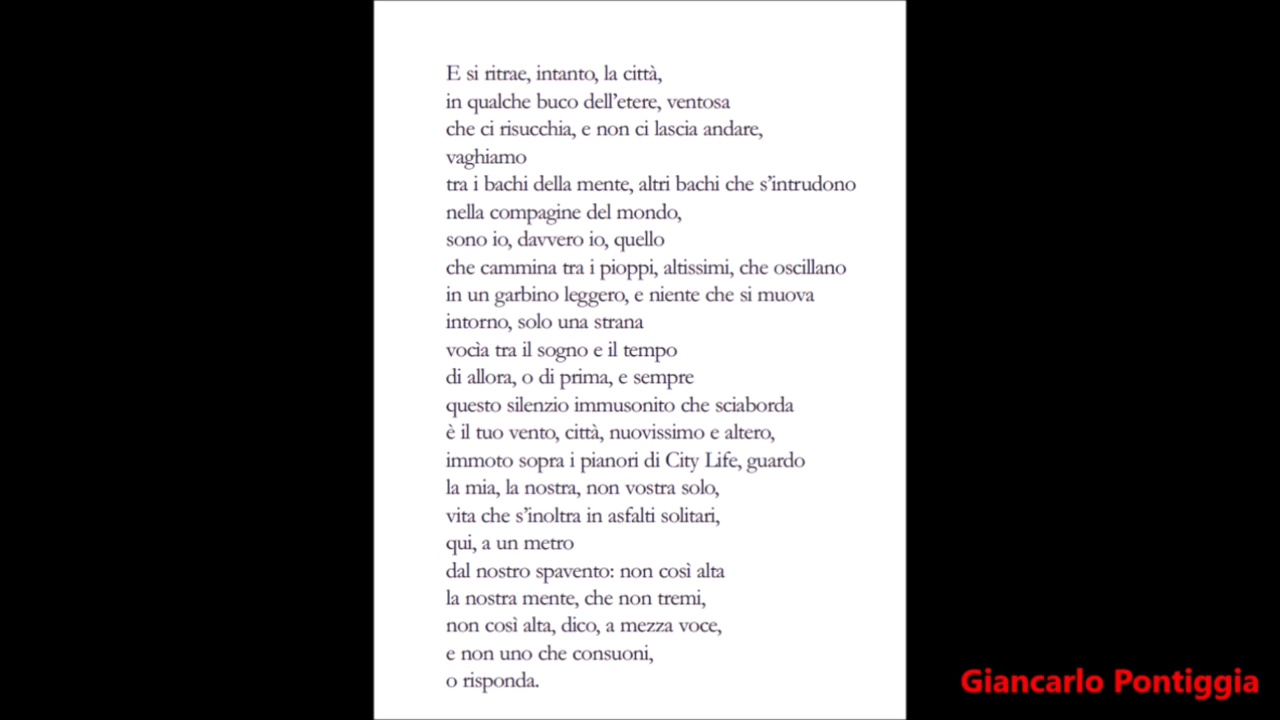 E si ritrae, intanto, la città,
in qualche buco dell’etere, ventosa
che ci risucchia, e non ci lascia andare,
vaghiamo
tra i bachi della mente, altri bachi che s’intrudono
nella compagine del mondo,
sono io, davvero io, quello
che cammina tra i pioppi, altissimi, che oscillano
in un garbino leggero, e niente che si muova
intorno, solo una strana
vocìa tra il sogno e il tempo
di allora, o di prima, e sempre
questo silenzio immusonito che sciaborda
è il tuo vento, città, nuovissimo e altero,
immoto sopra i pianori di City Life, guardo
la mia, la nostra, non vostra solo,
vita che s’inoltra in asfalti solitari,
qui, a un metro
dal nostro spavento: non così alta
la nostra mente, che non tremi,
non così alta, dico, a mezza voce,
e non uno che consuoni,
o risponda.
Giancarlo Pontiggia